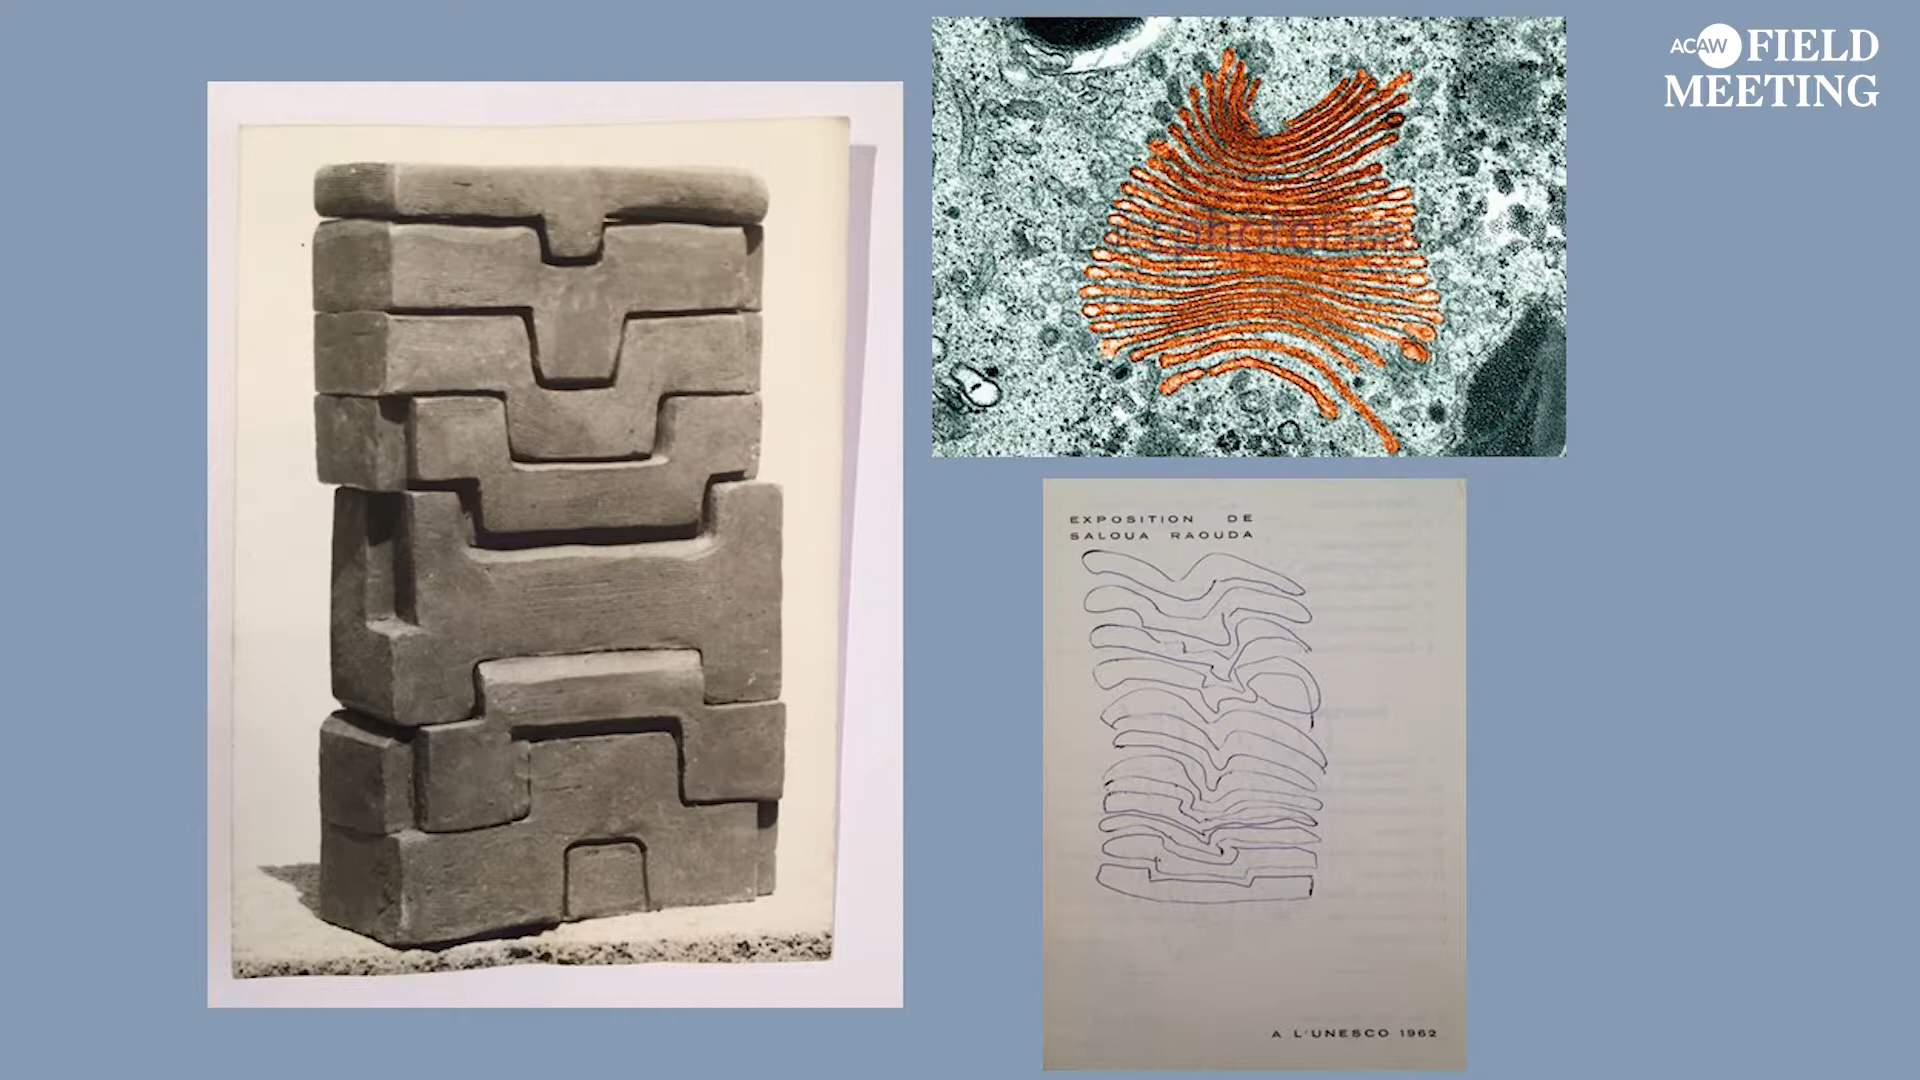 ACAW FIELD
MEETING
EXPOSITION DE
SALOUA RAOUDA
A L'UNESCO 1962